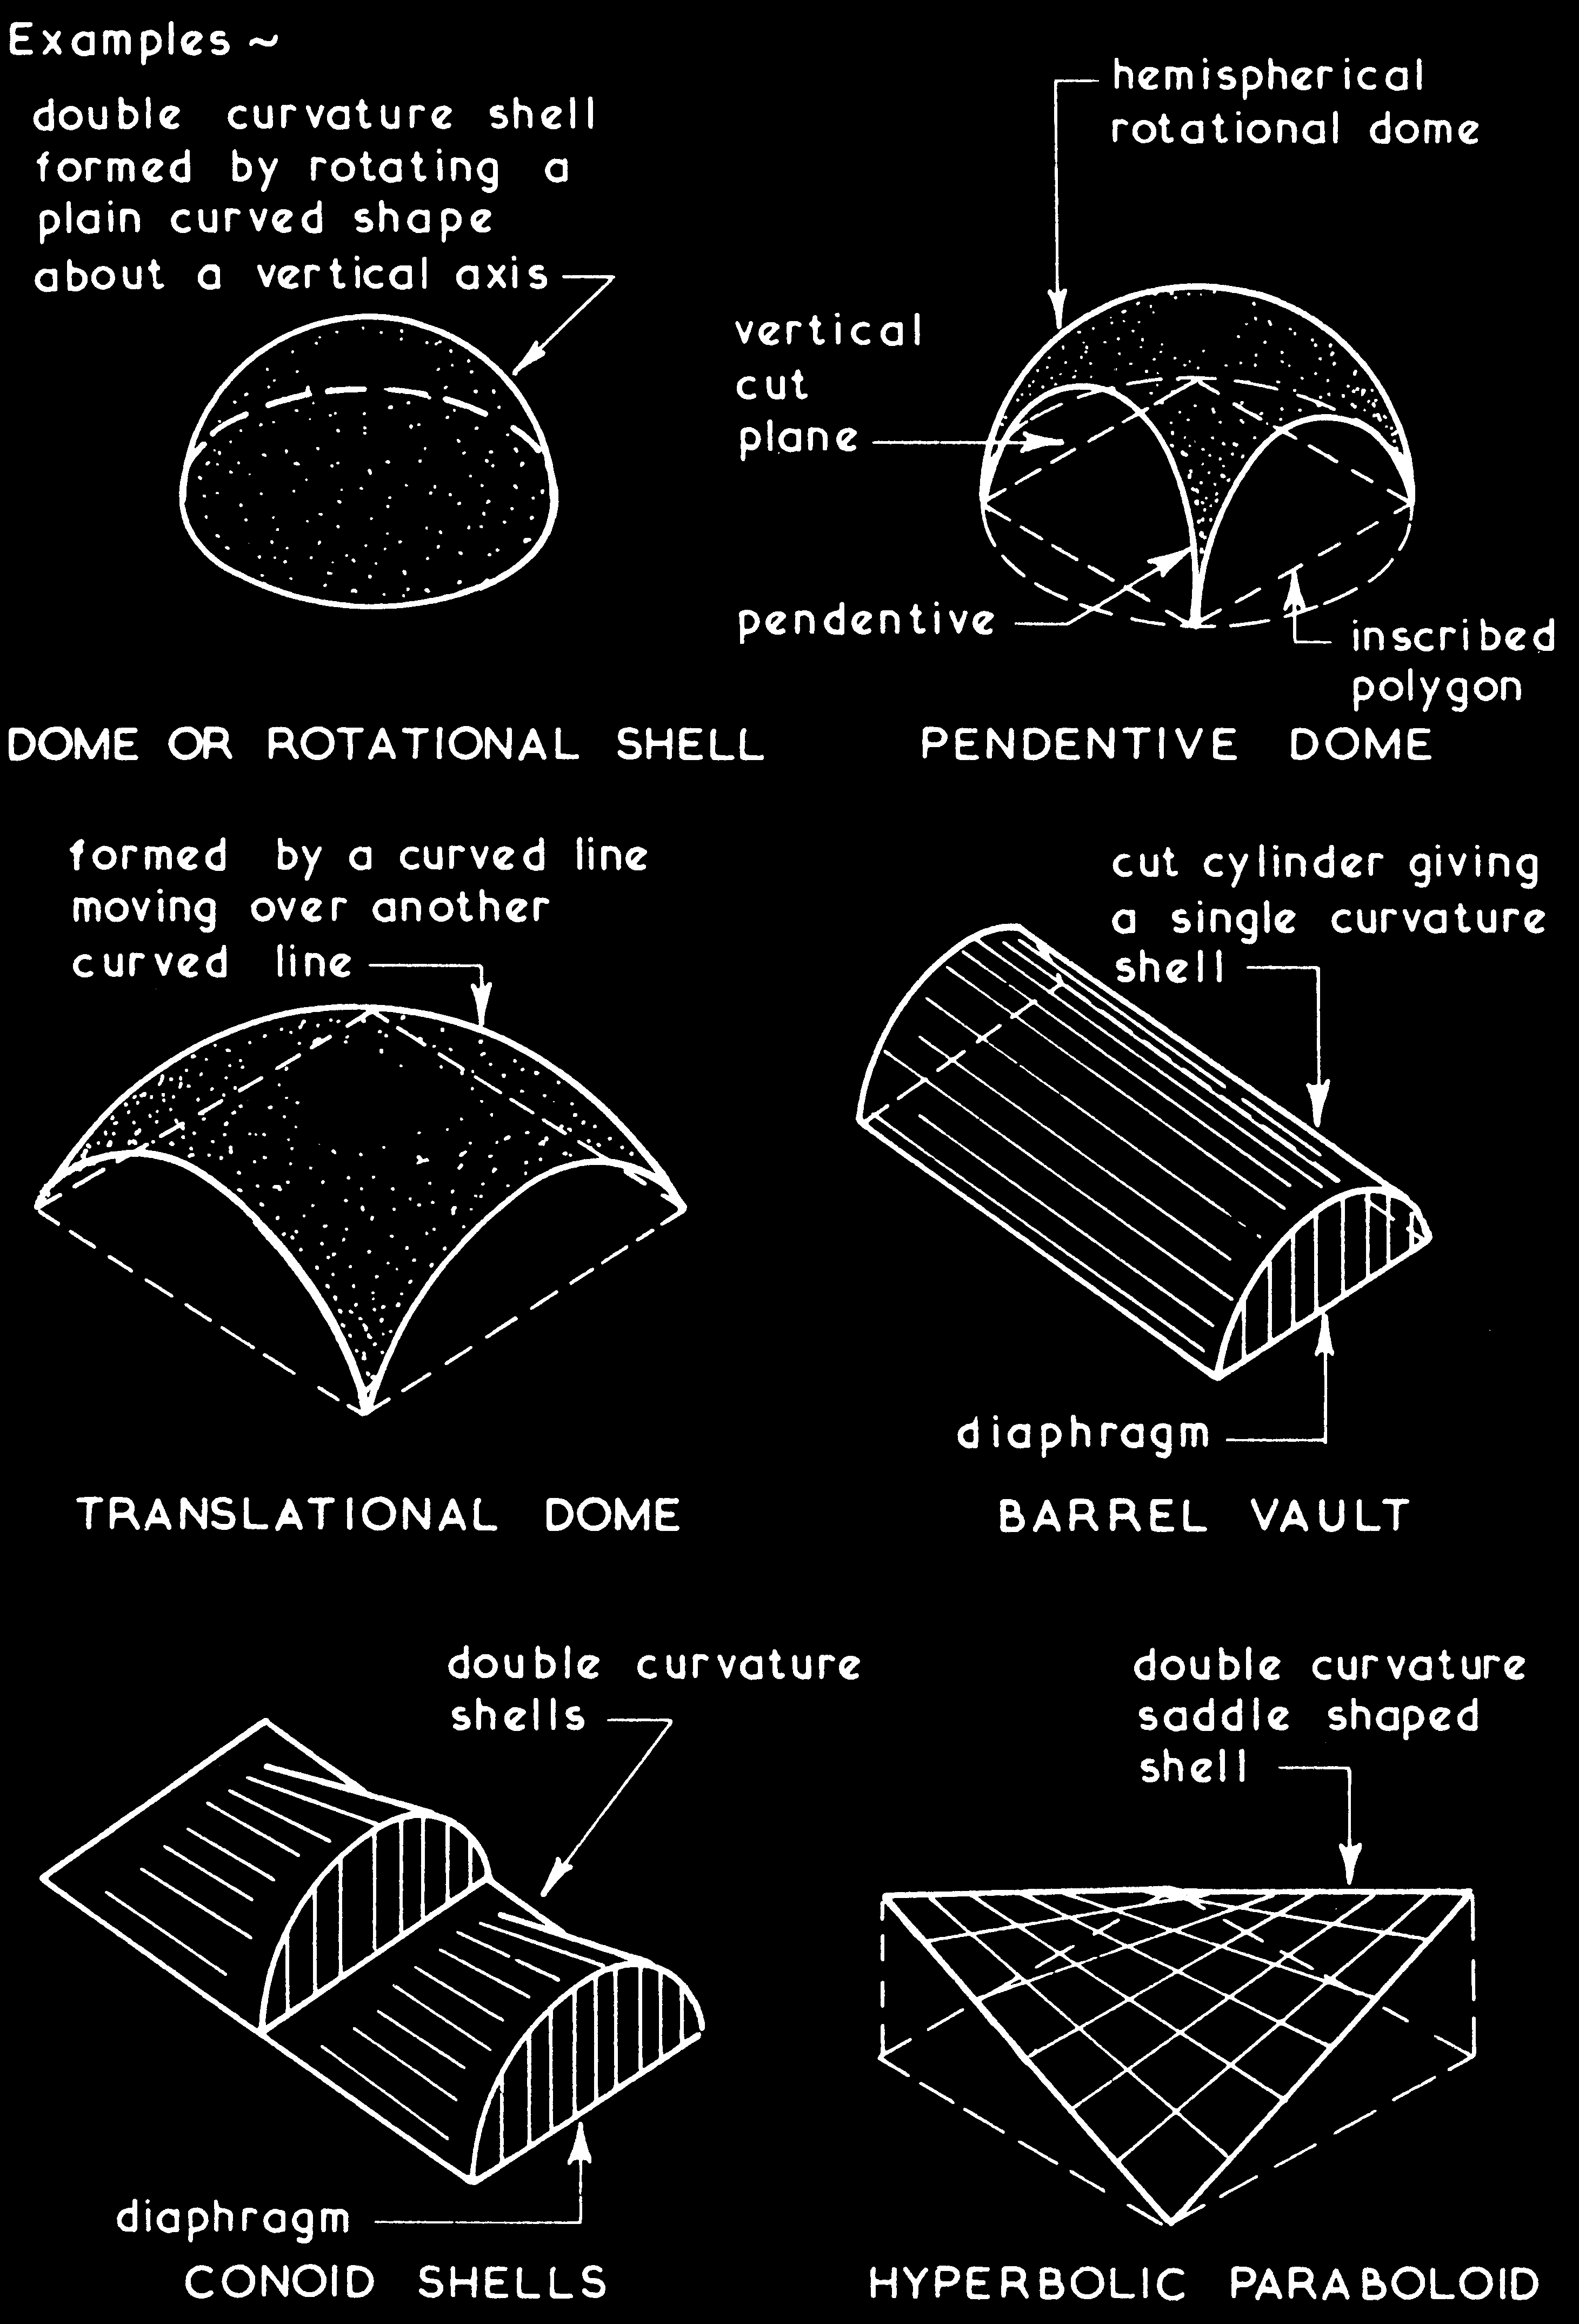 Examples ~
double curvature shell
formed by rotating a
plain curved shape
about a vertical axis
hemispherical
rotational dome
vertical
cut
plane
pendentive
inscribed
polygon
DOME OR ROTATIONAL SHELL
PENDENTIVE DOME
formed by a curved line
moving over another
curved line
cut cylinder giving
a single curvature
shell
diaphragm
TRANSLATIONAL DOME
BARREL VAULT
double curvature
shells
double curvature
saddle shaped
shell
diaphragm
CONOID SHELLS
HYPERBOLIC PARABOLOID